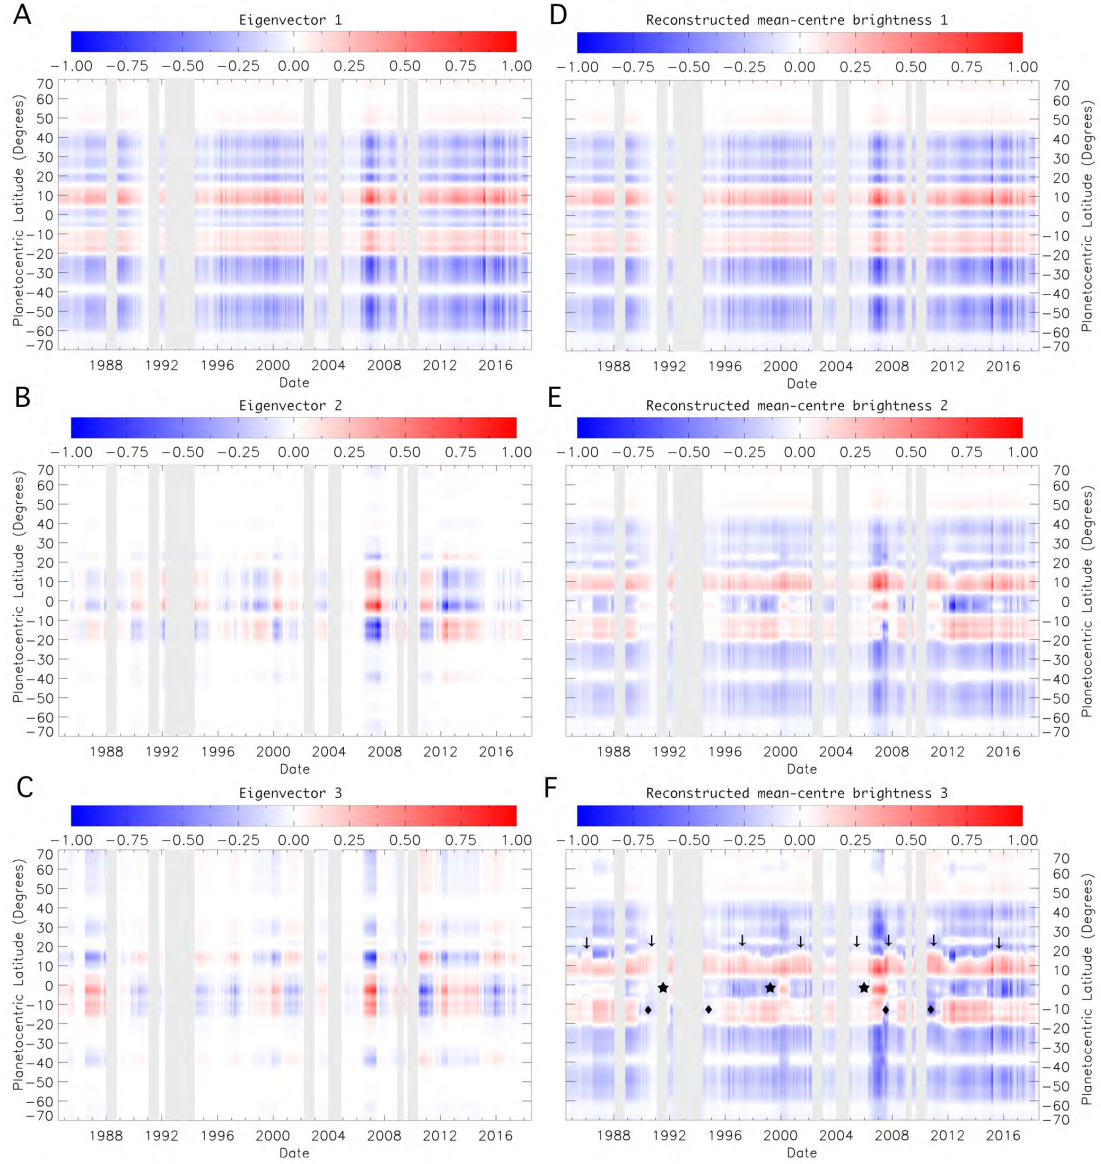 A
Eigenvector 1
−1.00 −0.75 −0.50 −0.25 0.00 0.25 0.50 0.75 1.00
Planetocentric Latitude (Degrees)
70
60
50
40
30
20
10
0
−10
−20
−30
−40
−50
−60
−70
1988 1992 1996 2000 2004 2008 2012 2016
Date
D
Reconstructed mean-centre brightness 1
−1.00 −0.75 −0.50 −0.25 0.00 0.25 0.50 0.75 1.00
70
60
50
40
30
20
10
0
−10
−20
−30
−40
−50
−60
−70
Planetocentric Latitude (Degrees)
1988 1992 1996 2000 2004 2008 2012 2016
Date
B
Eigenvector 2
−1.00 −0.75 −0.50 −0.25 0.00 0.25 0.50 0.75 1.00
Planetocentric Latitude (Degrees)
70
60
50
40
30
20
10
0
−10
−20
−30
−40
−50
−60
−70
1988 1992 1996 2000 2004 2008 2012 2016
Date
E
Reconstructed mean-centre brightness 2
−1.00 −0.75 −0.50 −0.25 0.00 0.25 0.50 0.75 1.00
70
60
50
40
30
20
10
0
−10
−20
−30
−40
−50
−60
−70
Planetocentric Latitude (Degrees)
1988 1992 1996 2000 2004 2008 2012 2016
Date
C
Eigenvector 3
−1.00 −0.75 −0.50 −0.25 0.00 0.25 0.50 0.75 1.00
Planetocentric Latitude (Degrees)
70
60
50
40
30
20
10
0
−10
−20
−30
−40
−50
−60
−70
1988 1992 1996 2000 2004 2008 2012 2016
Date
F
Reconstructed mean-centre brightness 3
−1.00 −0.75 −0.50 −0.25 0.00 0.25 0.50 0.75 1.00
70
60
50
40
30
20
10
0
−10
−20
−30
−40
−50
−60
−70
Planetocentric Latitude (Degrees)
1988 1992 1996 2000 2004 2008 2012 2016
Date